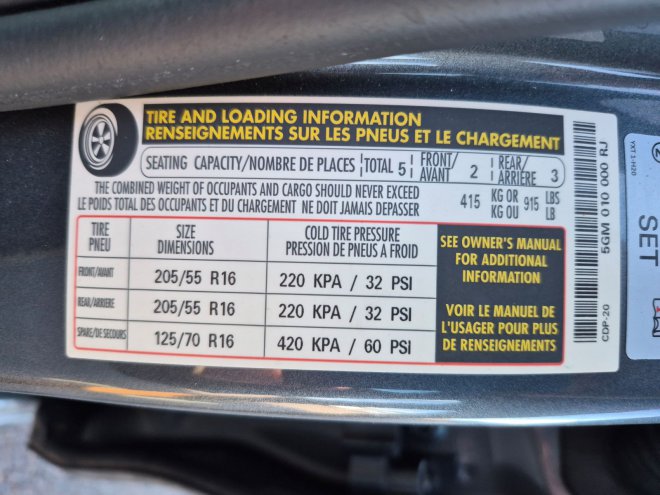 TIRE AND LOADING INFORMATION
RENSEIGNEMENTS SUR LES PNEUS ET LE CHARGEMENT
SEATING CAPACITY/NOMBRE DE PLACES TOTAL 5 FRONT/AVANT 2 REAR/ARRIÈRE 3
THE COMBINED WEIGHT OF OCCUPANTS AND CARGO SHOULD NEVER EXCEED 415 KG OR 915 LBS
LE POIDS TOTAL DES OCCUPANTS ET DU CHARGEMENT NE DOIT JAMAIS DEPASSER KG OU LB
TIRE PNEU SIZE DIMENSIONS COLD TIRE PRESSURE PRESSION DE PNEUS A FROID
FRONT/AVANT 205/55 R16 220 KPA / 32 PSI
REAR/ARRIERE 205/55 R16 220 KPA / 32 PSI
SPARE/DE SECOURS 125/70 R16 420 KPA / 60 PSI
SEE OWNER'S MANUAL
FOR ADDITIONAL
INFORMATION
VOIR LE MANUEL DE
L'USAGER POUR PLUS
DE RENSEIGNEMENTS
5GM 010 000 RJ
CDP-20
YXT1-H20
2
SET